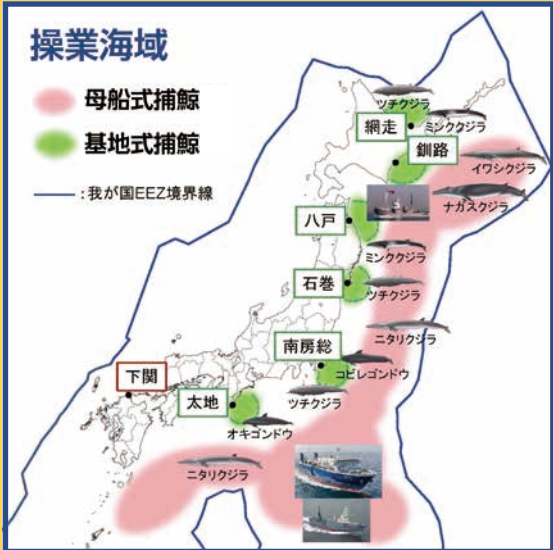 操業海域
母船式捕鯨
基地式捕鯨
：我が国EEZ境界線
ツチクジラ
網走
ミンククジラ
釧路
イワシクジラ
ナガスクジラ
八戸
ミンククジラ
石巻
ツチクジラ
ニタリクジラ
南房総
コビレゴンドウ
下関
ツチクジラ
太地
オキゴンドウ
ニタリクジラ